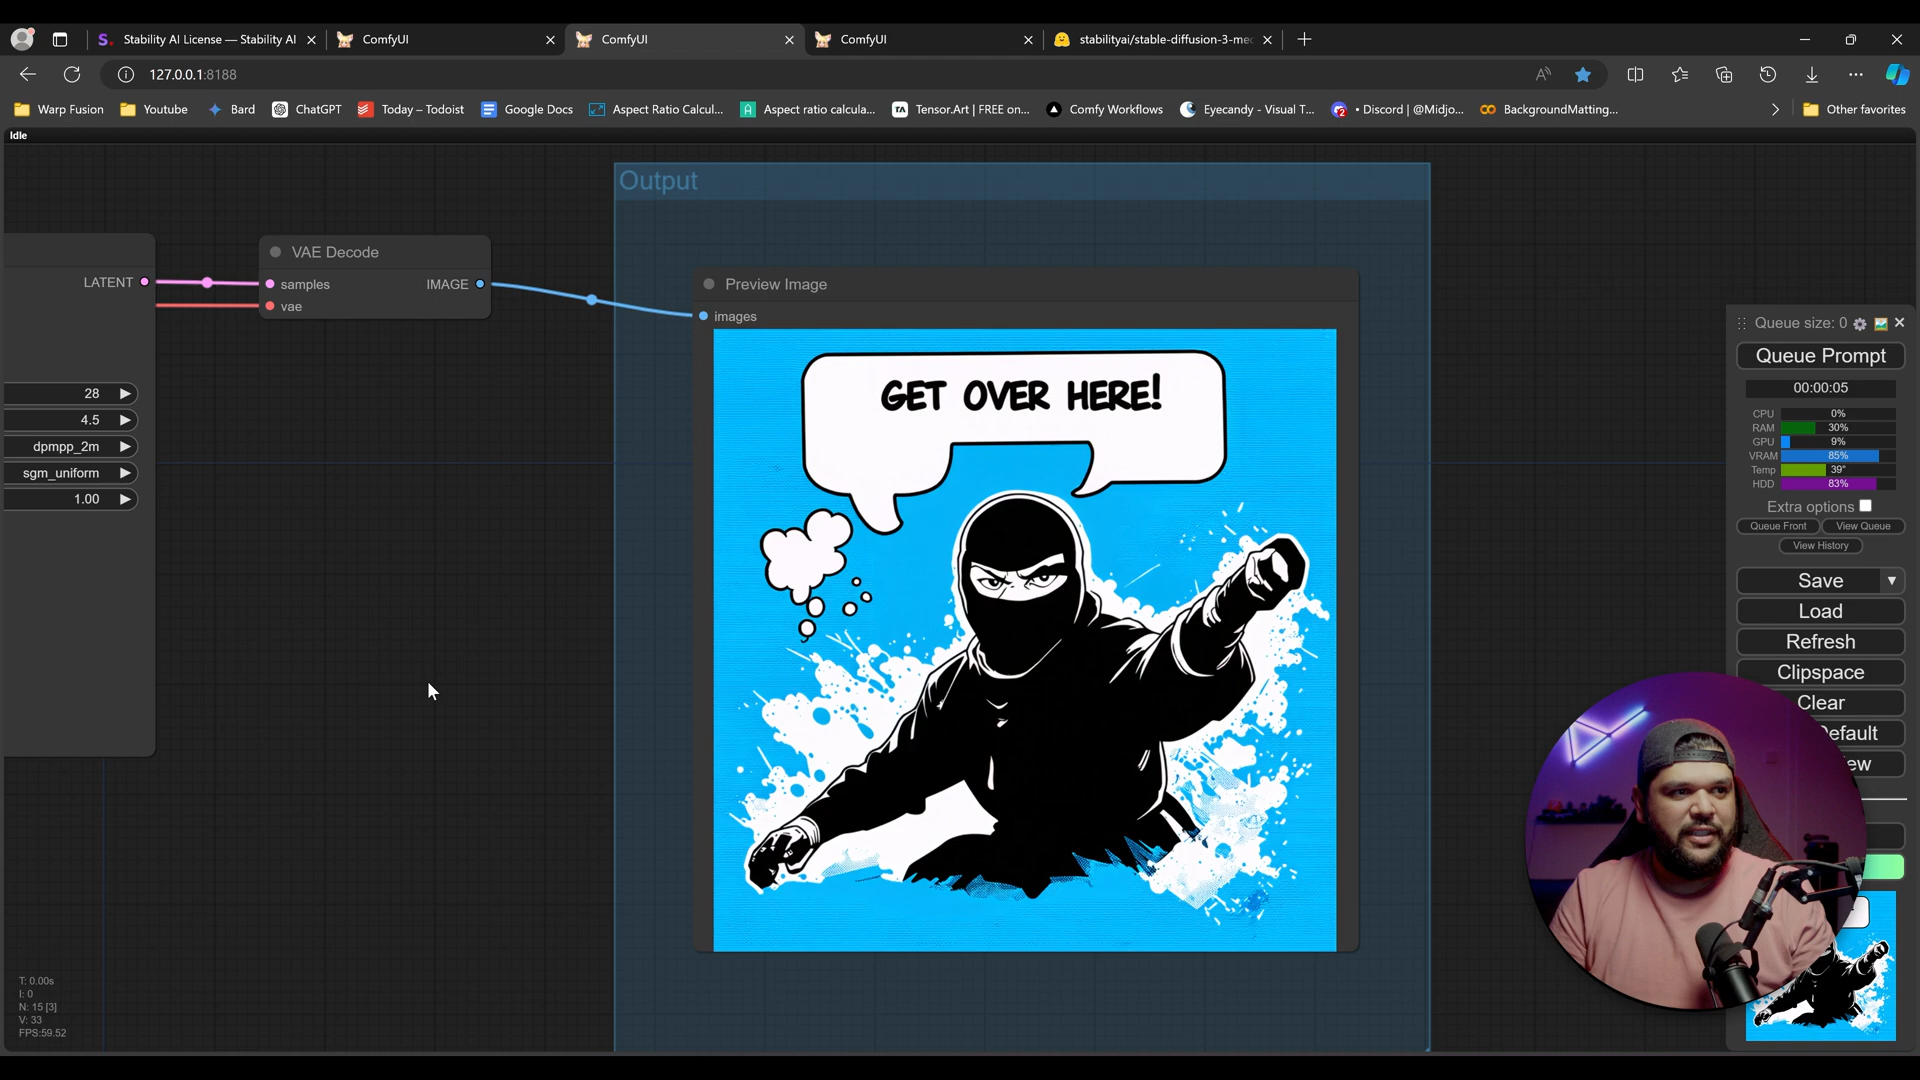 Stability AI License — Stability AI
ComfyUI
ComfyUI
ComfyUI
stabilityai/stable-diffusion-3-me
127.0.0.1:8188
Warp Fusion
Youtube
Bard
ChatGPT
Today – Todoist
Google Docs
Aspect Ratio Calcul...
Aspect ratio calcula...
Tensor.Art | FREE on...
Comfy Workflows
Eyecandy - Visual T...
• Discord | @Midjo...
BackgroundMatting...
Other favorites
Idle
Output
VAE Decode
LATENT
samples
IMAGE
vae
Preview Image
images
28
4.5
dpmpp_2m
sgm_uniform
1.00
GET OVER HERE!
Queue size: 0
Queue Prompt
00:00:05
CPU 0%
RAM 30%
GPU 9%
VRAM 85%
Temp 39°
HDD 83%
Extra options
Queue Front
View Queue
View History
Save
Load
Refresh
Clipspace
Clear
Default
ew
T: 0.00s
I: 0
N: 15 [3]
V: 33
FPS:59.52